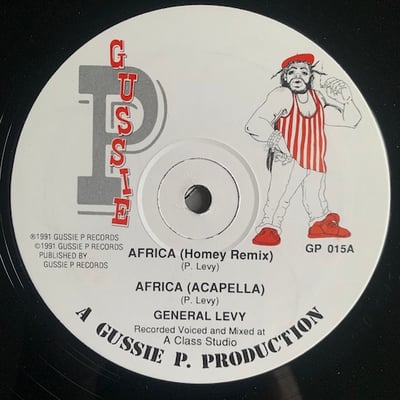 GUSSIE
P
℗1991 GUSSIE P RECORDS
©1991 GUSSIE P RECORDS
PUBLISHED BY
GUSSIE P RECORDS
GP 015A
AFRICA (Homey Remix)
(P. Levy)
AFRICA (ACAPELLA)
(P. Levy)
GENERAL LEVY
Recorded Voiced and Mixed at
A Class Studio
A GUSSIE P. PRODUCTION